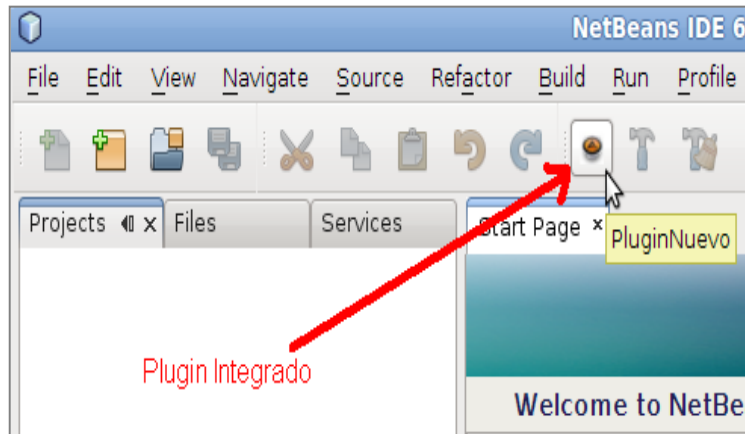 NetBeans IDE 6
File Edit View Navigate Source Refactor Build Run Profile
Projects Files Services Start Page
PluginNuevo
Plugin Integrado
Welcome to NetBe